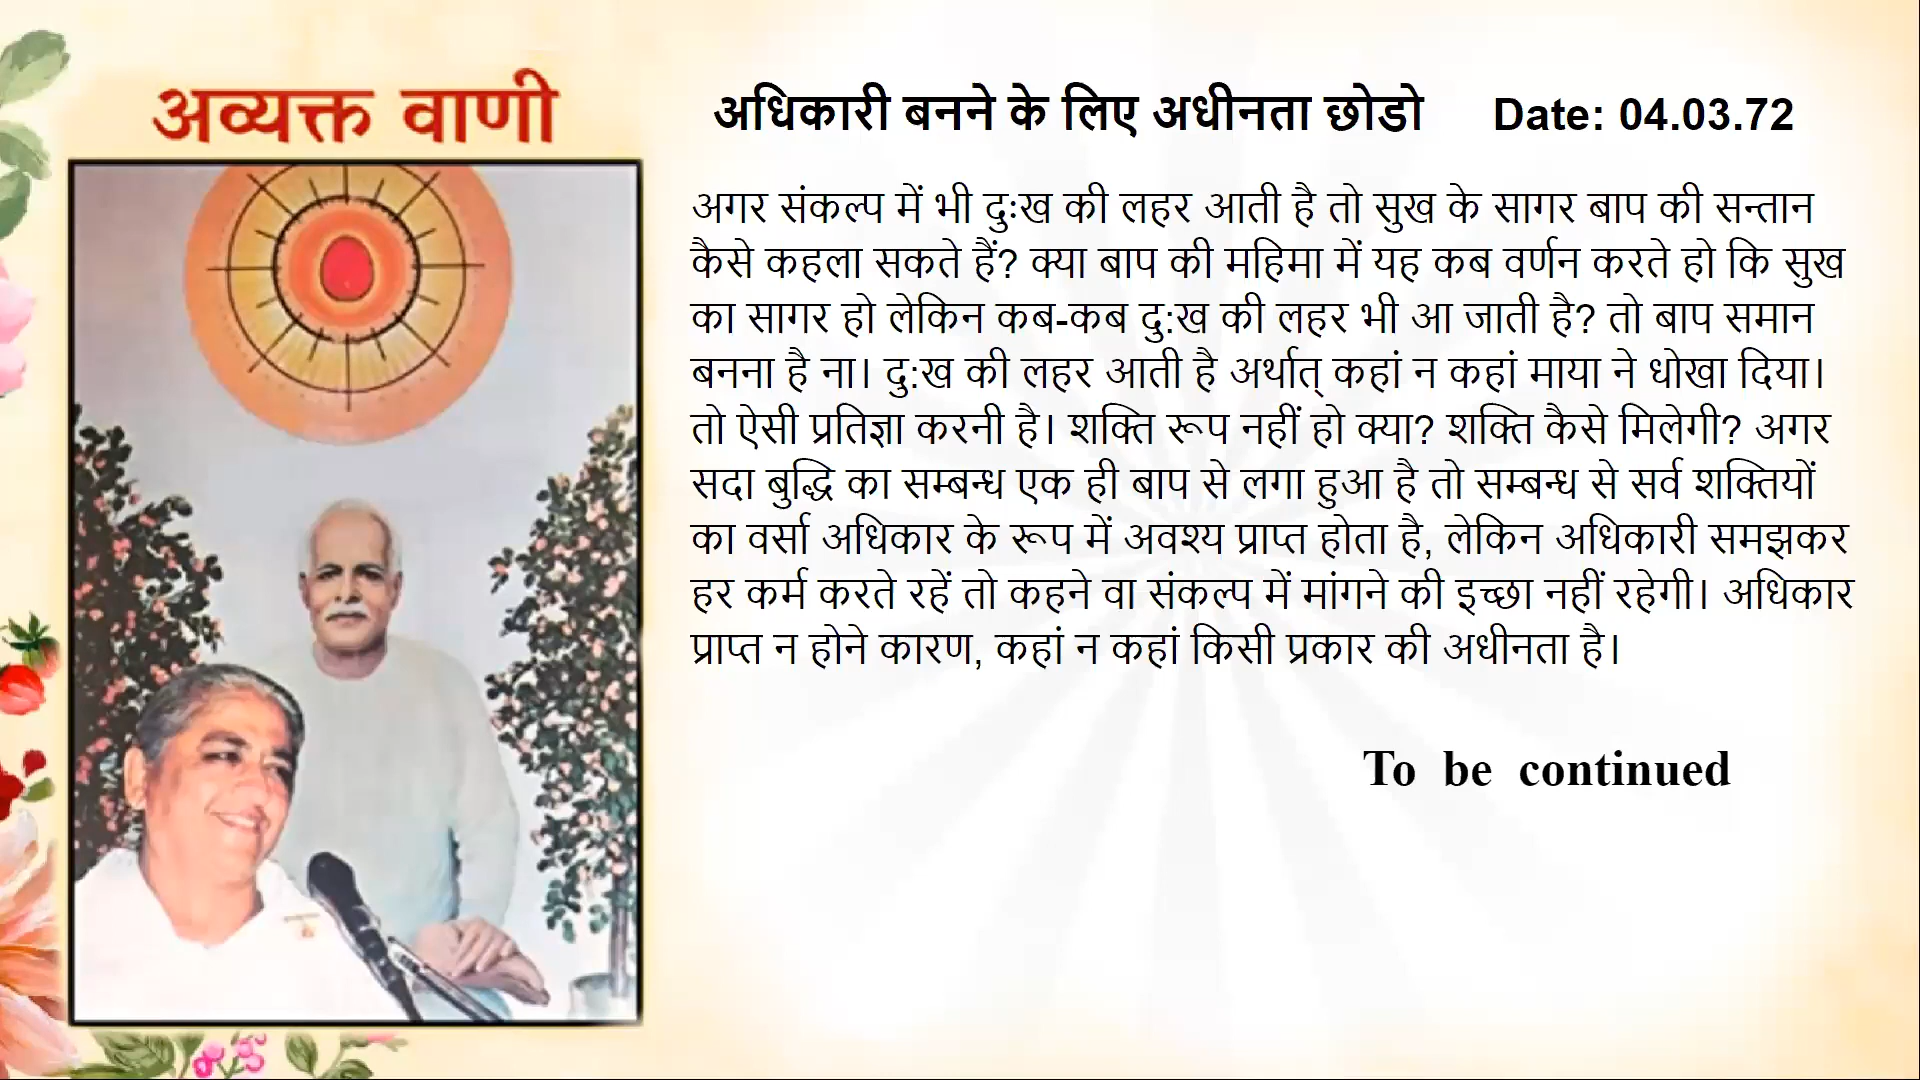 अव्यक्त वाणी
अधिकारी बनने के लिए अधीनता छोडो Date: 04.03.72
अगर संकल्प में भी दुःख की लहर आती है तो सुख के सागर बाप की सन्तान
कैसे कहला सकते हैं? क्या बाप की महिमा में यह कब वर्णन करते हो कि सुख
का सागर हो लेकिन कब-कब दु:ख की लहर भी आ जाती है? तो बाप समान
बनना है ना। दु:ख की लहर आती है अर्थात् कहां न कहां माया ने धोखा दिया।
तो ऐसी प्रतिज्ञा करनी है। शक्ति रूप नहीं हो क्या? शक्ति कैसे मिलेगी? अगर
सदा बुद्धि का सम्बन्ध एक ही बाप से लगा हुआ है तो सम्बन्ध से सर्व शक्तियों
का वर्सा अधिकार के रूप में अवश्य प्राप्त होता है, लेकिन अधिकारी समझकर
हर कर्म करते रहें तो कहने वा संकल्प में मांगने की इच्छा नहीं रहेगी। अधिकार
प्राप्त न होने कारण, कहां न कहां किसी प्रकार की अधीनता है।
To be continued